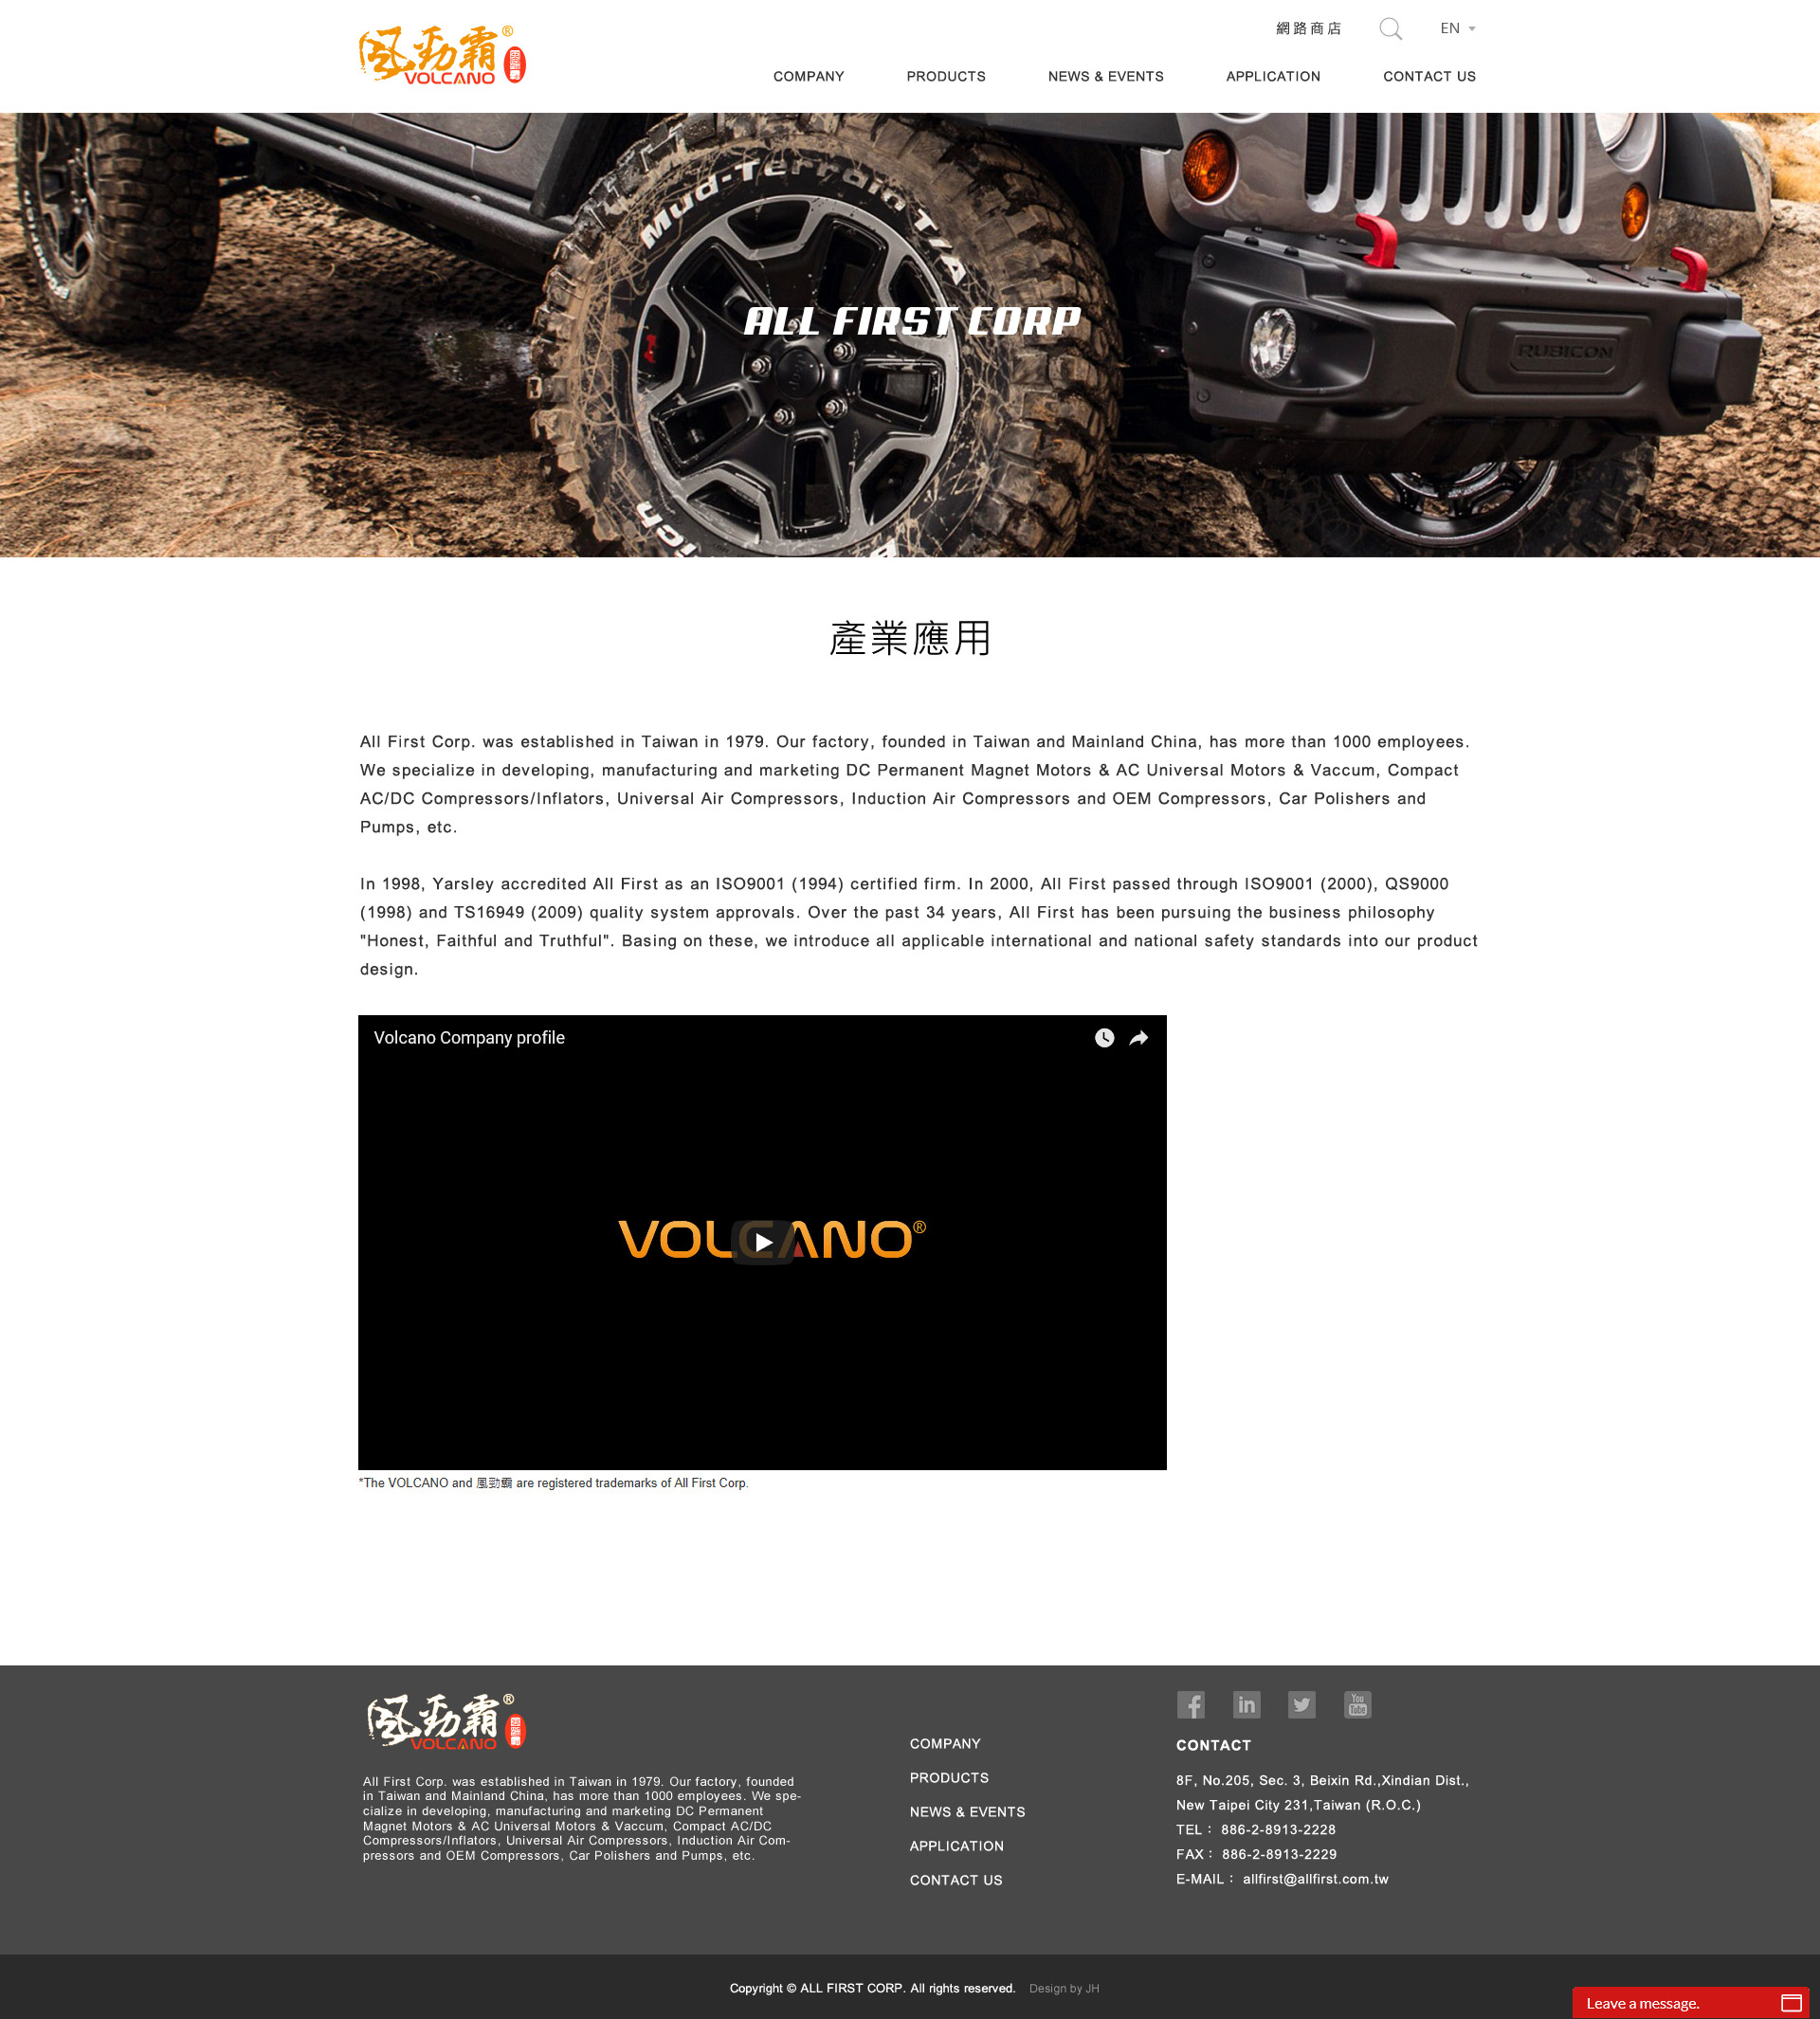 風勁霸®
VOLCANO
網路商店
EN
COMPANY
PRODUCTS
NEWS & EVENTS
APPLICATION
CONTACT US
Mud-Terrain T/A
ALL FIRST CORP
RUBICON
產業應用
All First Corp. was established in Taiwan in 1979. Our factory, founded in Taiwan and Mainland China, has more than 1000 employees.
We specialize in developing, manufacturing and marketing DC Permanent Magnet Motors & AC Universal Motors & Vaccum, Compact
AC/DC Compressors/Inflators, Universal Air Compressors, Induction Air Compressors and OEM Compressors, Car Polishers and
Pumps, etc.
In 1998, Yarsley accredited All First as an ISO9001 (1994) certified firm. In 2000, All First passed through ISO9001 (2000), QS9000
(1998) and TS16949 (2009) quality system approvals. Over the past 34 years, All First has been pursuing the business philosophy
"Honest, Faithful and Truthful". Basing on these, we introduce all applicable international and national safety standards into our product
design.
Volcano Company profile
VOLCANO®
*The VOLCANO and 風勁霸 are registered trademarks of All First Corp.
風勁霸®
VOLCANO
All First Corp. was established in Taiwan in 1979. Our factory, founded
in Taiwan and Mainland China, has more than 1000 employees. We spe-
cialize in developing, manufacturing and marketing DC Permanent
Magnet Motors & AC Universal Motors & Vaccum, Compact AC/DC
Compressors/Inflators, Universal Air Compressors, Induction Air Com-
pressors and OEM Compressors, Car Polishers and Pumps, etc.
COMPANY
PRODUCTS
NEWS & EVENTS
APPLICATION
CONTACT US
You
Tube
CONTACT
8F, No.205, Sec. 3, Beixin Rd.,Xindian Dist.,
New Taipei City 231,Taiwan (R.O.C.)
TEL： 886-2-8913-2228
FAX： 886-2-8913-2229
E-MAIL： allfirst@allfirst.com.tw
Copyright © ALL FIRST CORP. All rights reserved.
Design by JH
Leave a message.